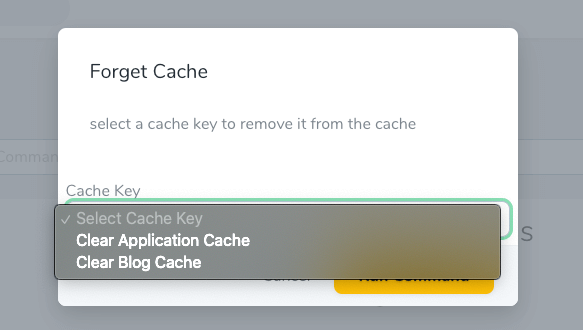 Forget Cache
select a cache key to remove it from the cache
Comman
Cache Key
✓ Select Cache Key
Clear Application Cache
Clear Blog Cache
s
Cancel
Run Command